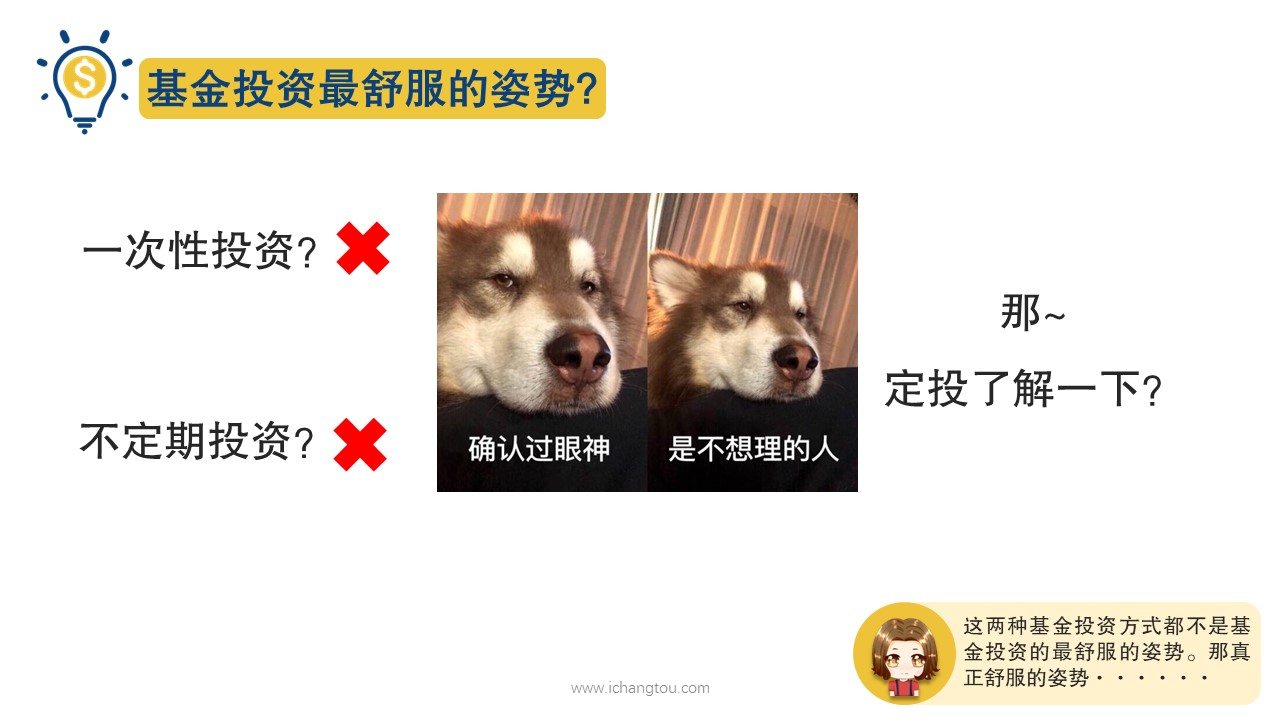 基金投资最舒服的姿势?
一次性投资?
不定期投资?
确认过眼神
是不想理的人
那~
定投了解一下?
这两种基金投资方式都不是基
金投资的最舒服的姿势。那真
正舒服的姿势······
www.ichangtou.com